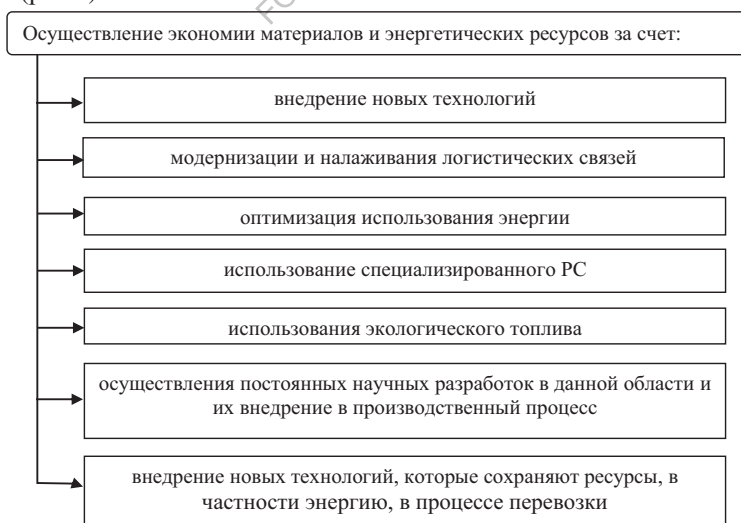 Осуществление экономии материалов и энергетических ресурсов за счет:
внедрение новых технологий
модернизации и налаживания логистических связей
оптимизация использования энергии
использование специализированного РС
использования экологического топлива
осуществления постоянных научных разработок в данной области и
их внедрение в производственный процесс
внедрение новых технологий, которые сохраняют ресурсы, в
частности энергию, в процессе перевозки